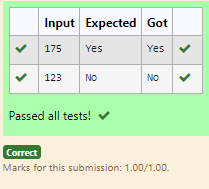 Input Expected Got
175 Yes Yes
123 No No
Passed all tests!
Correct
Marks for this submission: 1.00/1.00.